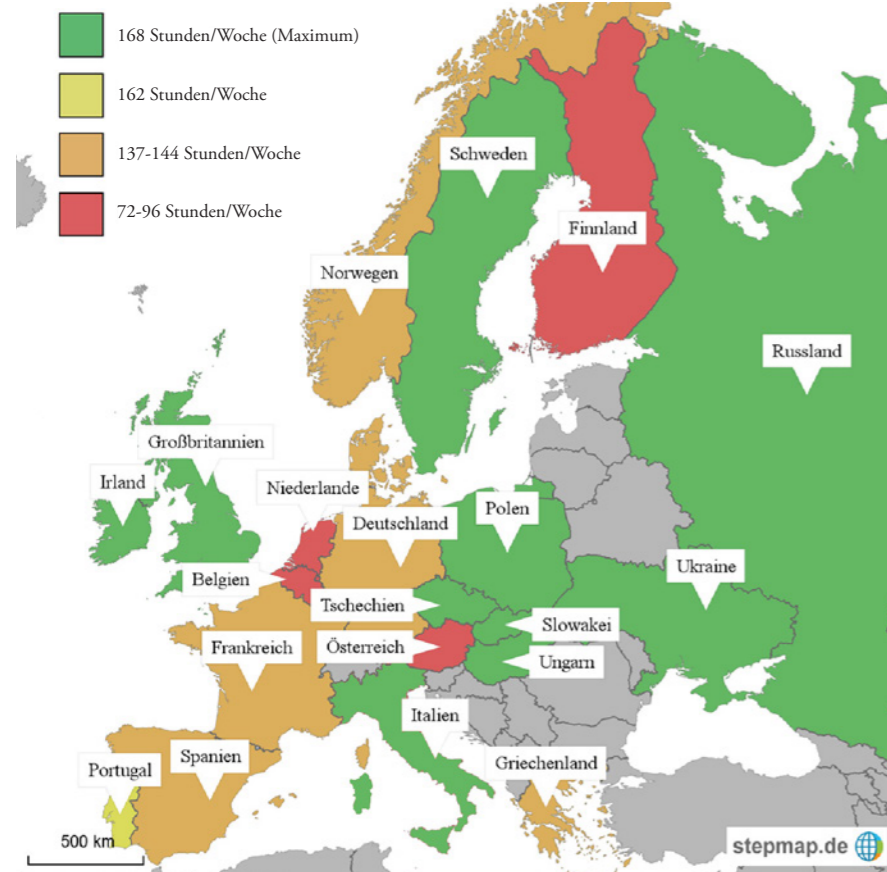 168 Stunden/Woche (Maximum)
162 Stunden/Woche
137-144 Stunden/Woche
72-96 Stunden/Woche
Schweden
Finnland
Norwegen
Russland
Großbritannien
Irland
Niederlande
Deutschland
Polen
Belgien
Ukraine
Tschechien
Slowakei
Frankreich
Österreich
Ungarn
Italien
Spanien
Portugal
Griechenland
500 km
stepmap.de